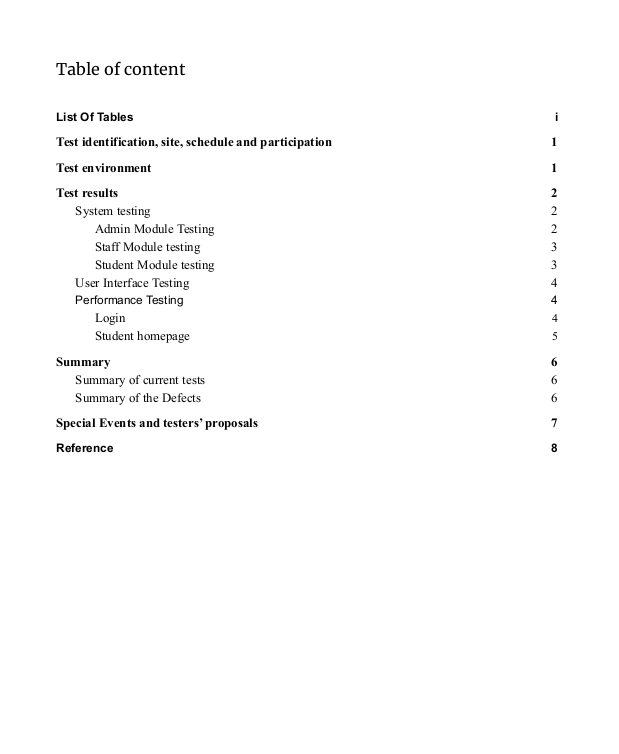 Table of content
List Of Tables i
Test identification, site, schedule and participation 1
Test environment 1
Test results 2
System testing 2
Admin Module Testing 2
Staff Module testing 3
Student Module testing 3
User Interface Testing 4
Performance Testing 4
Login 4
Student homepage 5
Summary 6
Summary of current tests 6
Summary of the Defects 6
Special Events and testers’ proposals 7
Reference 8